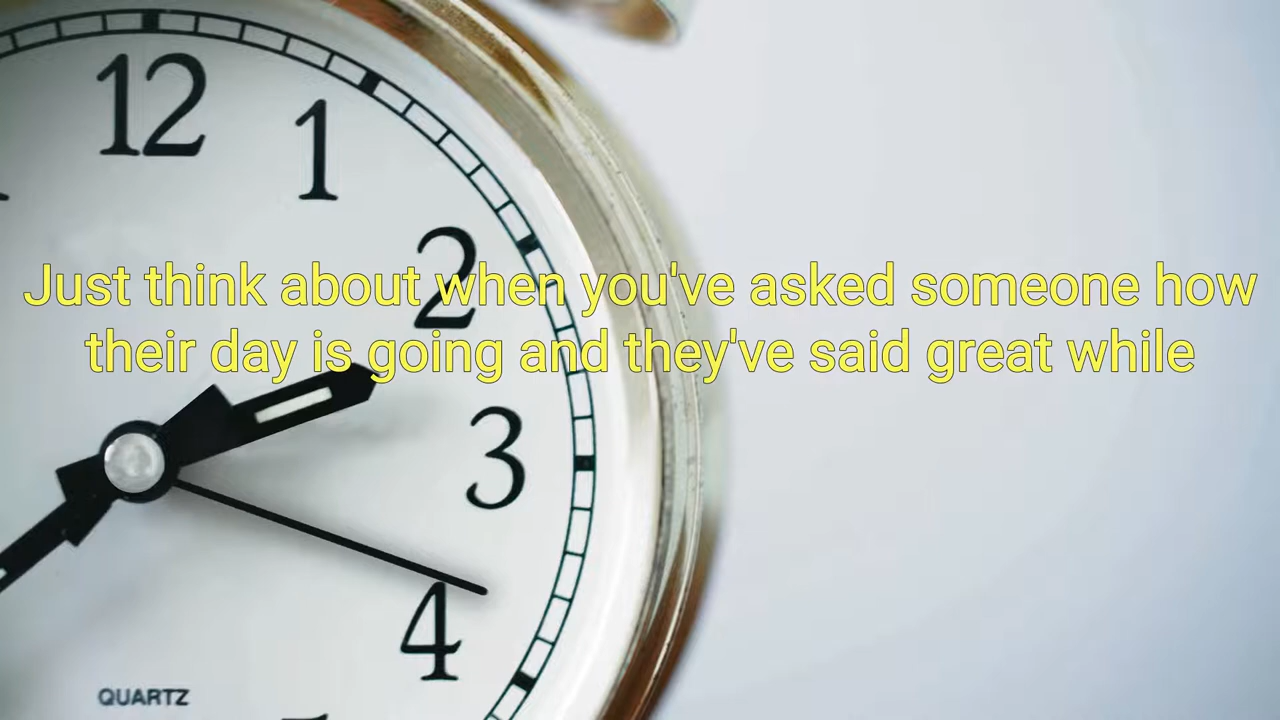 12
1
2
Just think about when you've asked someone how
their day is going and they've said great while
3
4
QUARTZ